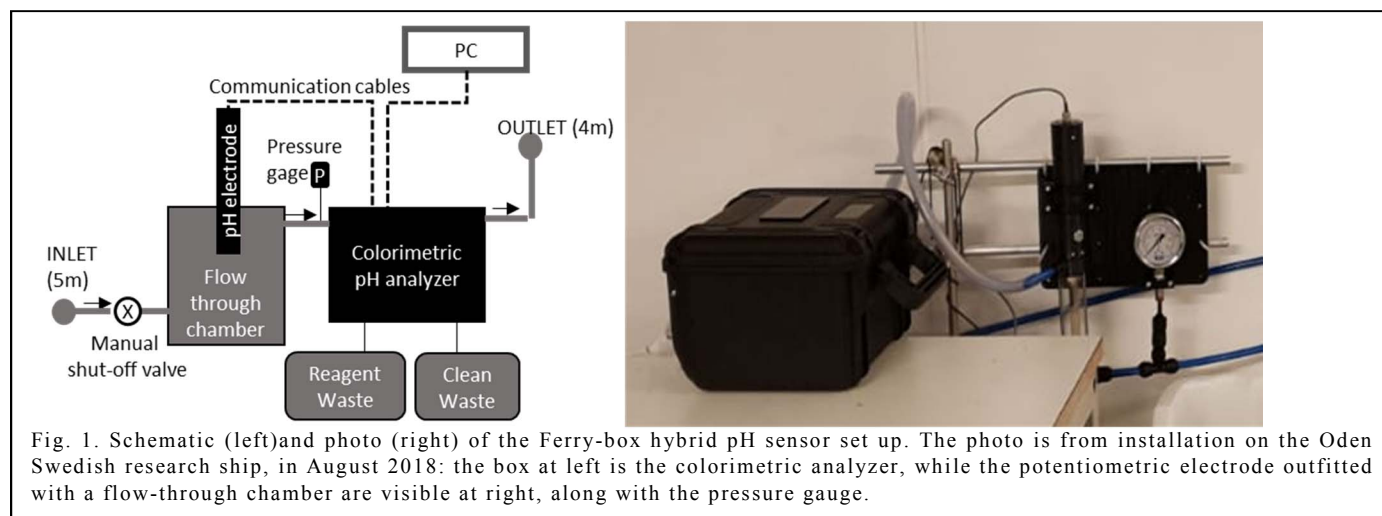 PC
Communication cables
OUTLET (4m)
pH electrode
Pressure
gage
P
INLET
(5m)
Flow
through
chamber
Colorimetric
pH analyzer
X
Manual
shut-off valve
Reagent
Waste
Clean
Waste
Fig. 1. Schematic (left)and photo (right) of the Ferry-box hybrid pH sensor set up. The photo is from installation on the Oden
Swedish research ship, in August 2018: the box at left is the colorimetric analyzer, while the potentiometric electrode outfitted
with a flow-through chamber are visible at right, along with the pressure gauge.